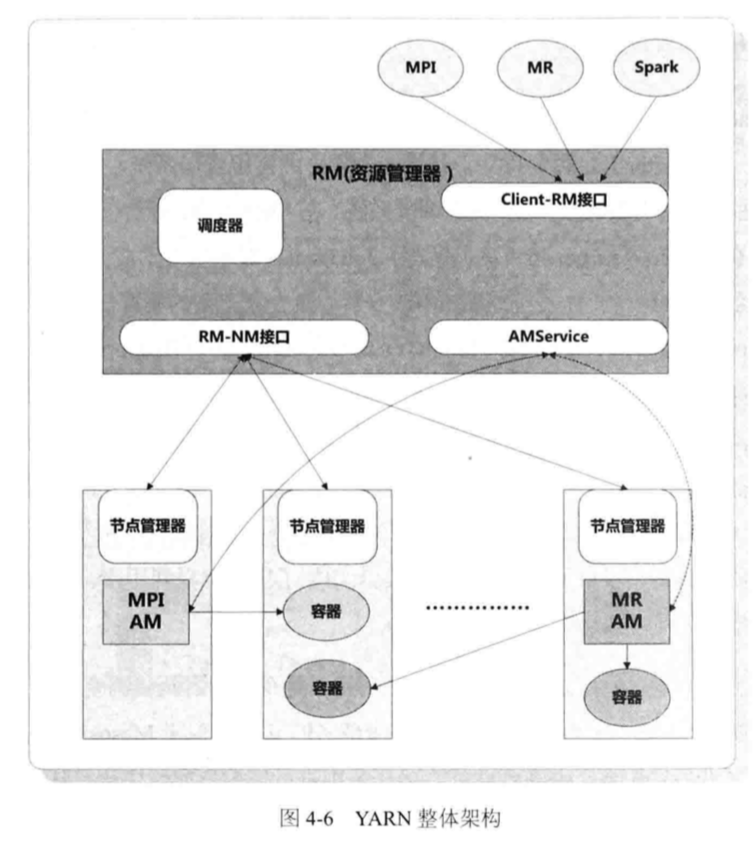 MPI
MR
Spark
RM(资源管理器)
Client-RM接口
调度器
RM-NM接口
AMService
节点管理器
节点管理器
节点管理器
MPI
AM
容器
...............
MR
AM
容器
容器
图 4-6 YARN 整体架构